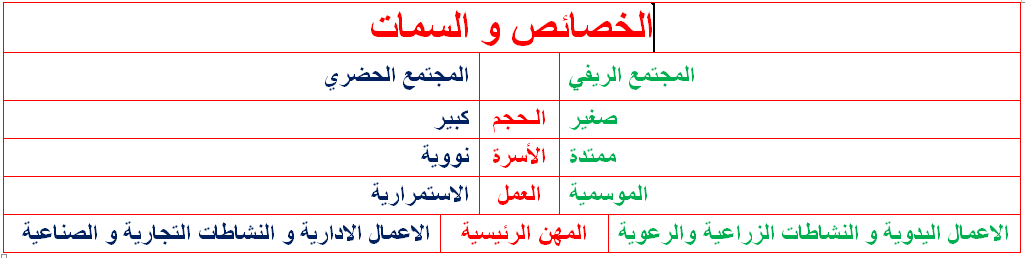 الخصائص و السمات
المجتمع الريفي المجتمع الحضري
صغير الحجم كبير
ممتدة الأسرة نووية
الموسمية العمل الاستمرارية
الاعمال اليدوية و النشاطات الزراعية والرعوية المهن الرئيسية الاعمال الادارية و النشاطات التجارية و الصناعية